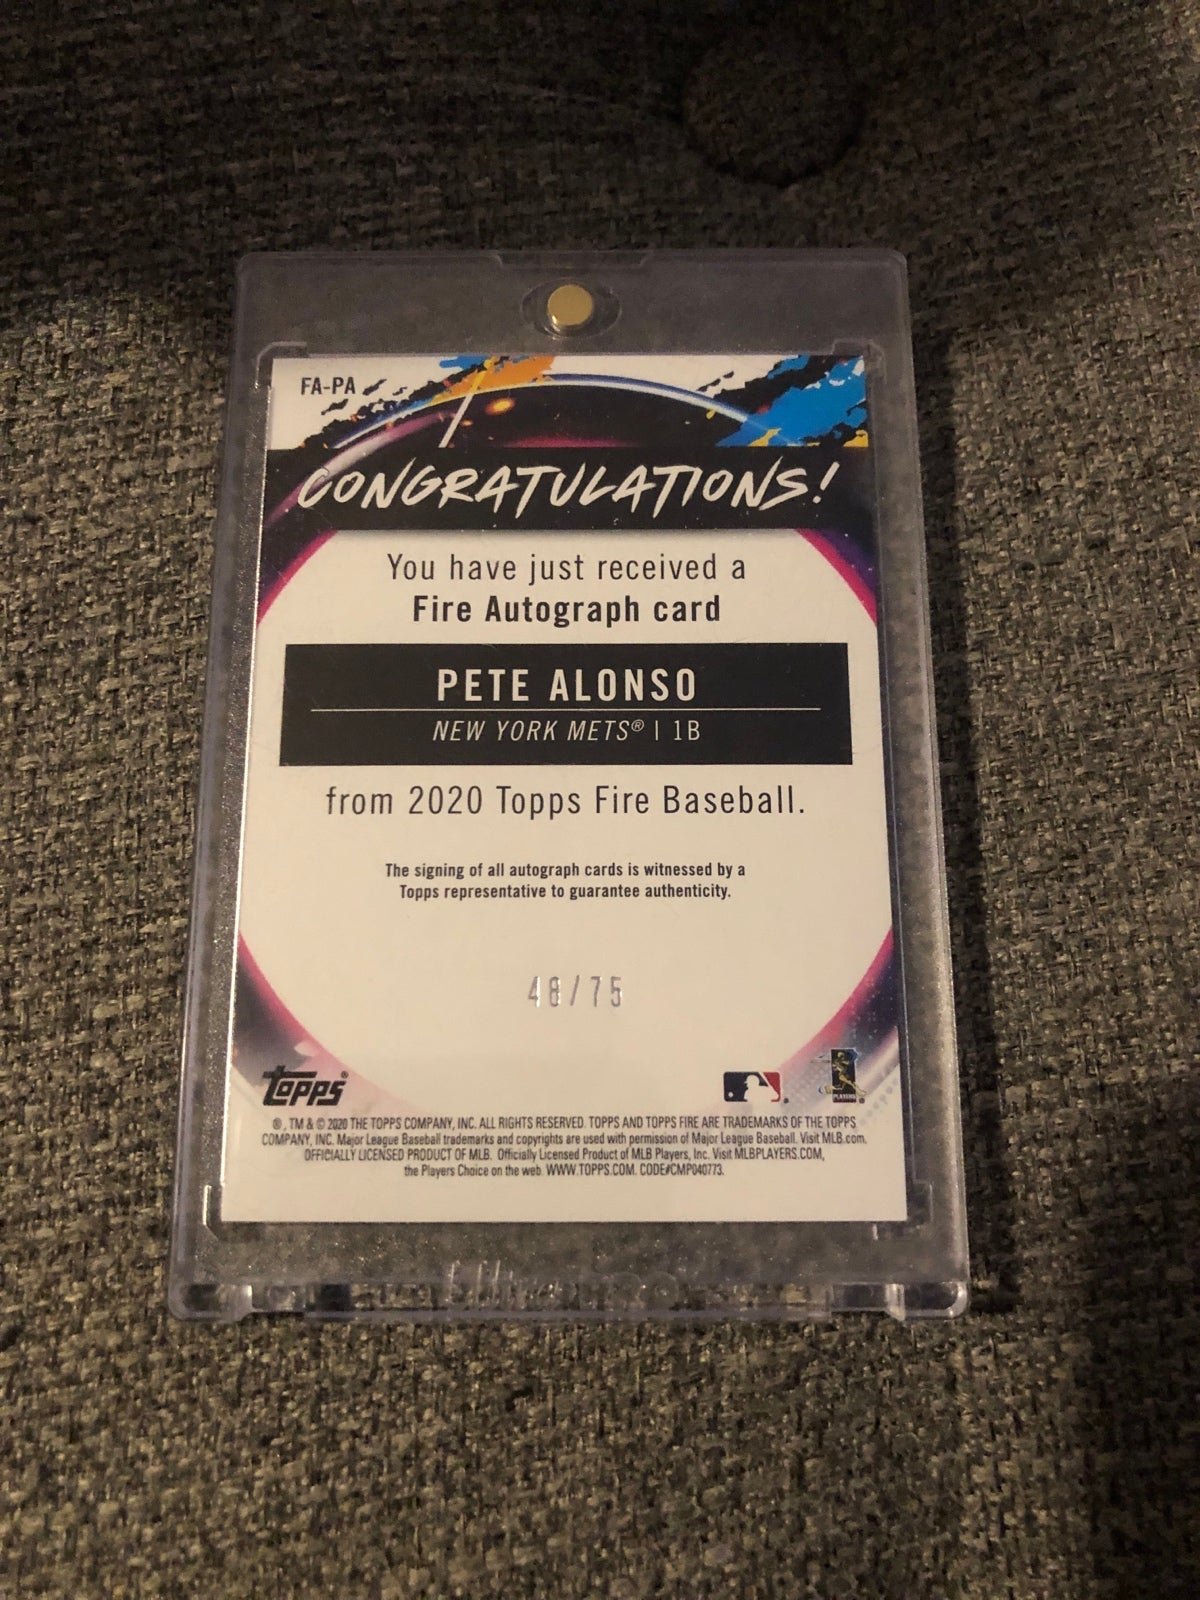 FA-PA
CONGRATULATIONS!
You have just received a
Fire Autograph card
PETE ALONSO
NEW YORK METS® | 1B
from 2020 Topps Fire Baseball.
The signing of all autograph cards is witnessed by a
Topps representative to guarantee authenticity.
48/75
Topps®
PLAYERS
®, TM & © 2020 THE TOPPS COMPANY, INC. ALL RIGHTS RESERVED. TOPPS AND TOPPS FIRE ARE TRADEMARKS OF THE TOPPS
COMPANY, INC. Major League Baseball trademarks and copyrights are used with permission of Major League Baseball. Visit MLB.com.
OFFICIALLY LICENSED PRODUCT OF MLB. Officially Licensed Product of MLB Players, Inc. Visit MLBPLAYERS.COM,
the Players Choice on the web. WWW.TOPPS.COM. CODE#CMP040773.